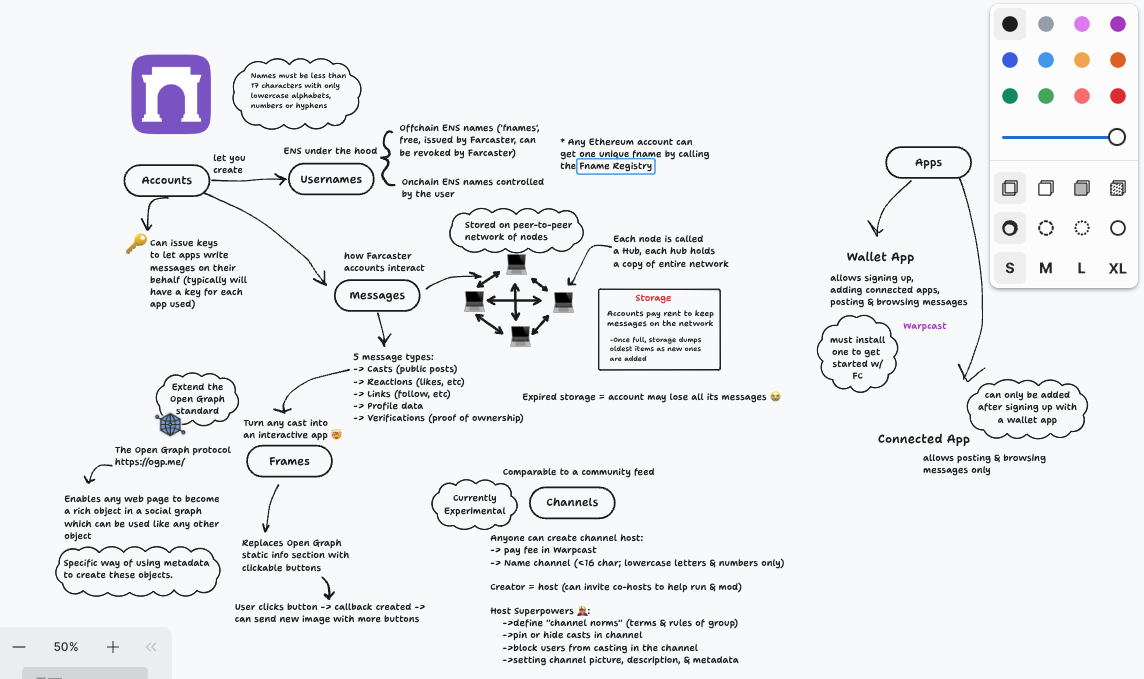 Names must be less than
17 characters with only
lowercase alphabets,
numbers or hyphens
Accounts
let you
create
ENS under the hood
Usernames
Offchain ENS names ('fnames',
free, issued by Farcaster, can
be revoked by Farcaster)
Onchain ENS names controlled
by the user
* Any Ethereum account can
get one unique fname by calling
the Fname Registry
Can issue keys
to let apps write
messages on their
behalf (typically will
have a key for each
app used)
how Farcaster
accounts interact
Messages
Stored on peer-to-peer
network of nodes
Each node is called
a Hub, each hub holds
a copy of entire network
Storage
Accounts pay rent to keep
messages on the network
-Once full, storage dumps
oldest items as new ones
are added
Expired storage = account may lose all its messages 😭
5 message types:
-> Casts (public posts)
-> Reactions (likes, etc)
-> Links (follow, etc)
-> Profile data
-> Verifications (proof of ownership)
Extend the
Open Graph
standard
Turn any cast into
an interactive app 🤯
Frames
The Open Graph protocol
https://ogp.me/
Enables any web page to become
a rich object in a social graph
which can be used like any other
object
Specific way of using metadata
to create these objects.
Replaces Open Graph
static info section with
clickable buttons
User clicks button -> callback created ->
can send new image with more buttons
Comparable to a community feed
Currently
Experimental
Channels
Anyone can create channel host:
-> pay fee in Warpcast
-> Name channel (<16 char; lowercase letters & numbers only)
Creator = host (can invite co-hosts to help run & mod)
Host Superpowers 🦸:
->define "channel norms" (terms & rules of group)
->pin or hide casts in channel
->block users from casting in the channel
->setting channel picture, description, & metadata
Apps
Wallet App
allows signing up,
adding connected apps,
posting & browsing messages
Warpcast
must install
one to get
started w/
FC
can only be added
after signing up with
a wallet app
Connected App
allows posting & browsing
messages only
S M L XL
50%